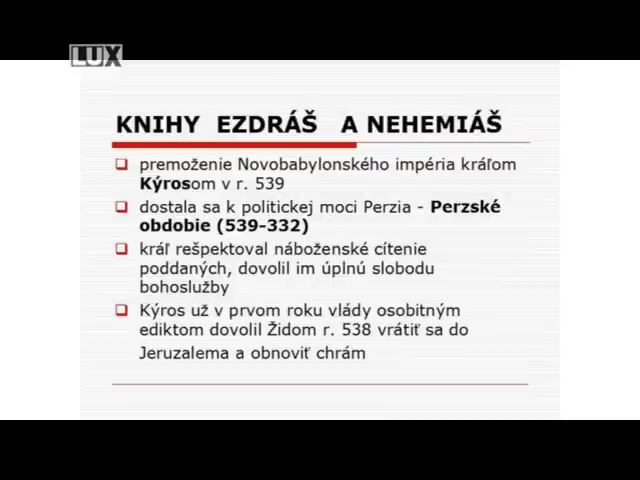 LUX
KNIHY EZDRÁŠ A NEHEMIÁŠ
premoženie Novobabylonského impéria kráľom
Kýrosom v r. 539
dostala sa k politickej moci Perzia - Perzské
obdobie (539-332)
kráľ rešpektoval náboženské cítenie
poddaných, dovolil im úplnú slobodu
bohoslužby
Kýros už v prvom roku vlády osobitným
ediktom dovolil Židom r. 538 vrátiť sa do
Jeruzalema a obnoviť chrám